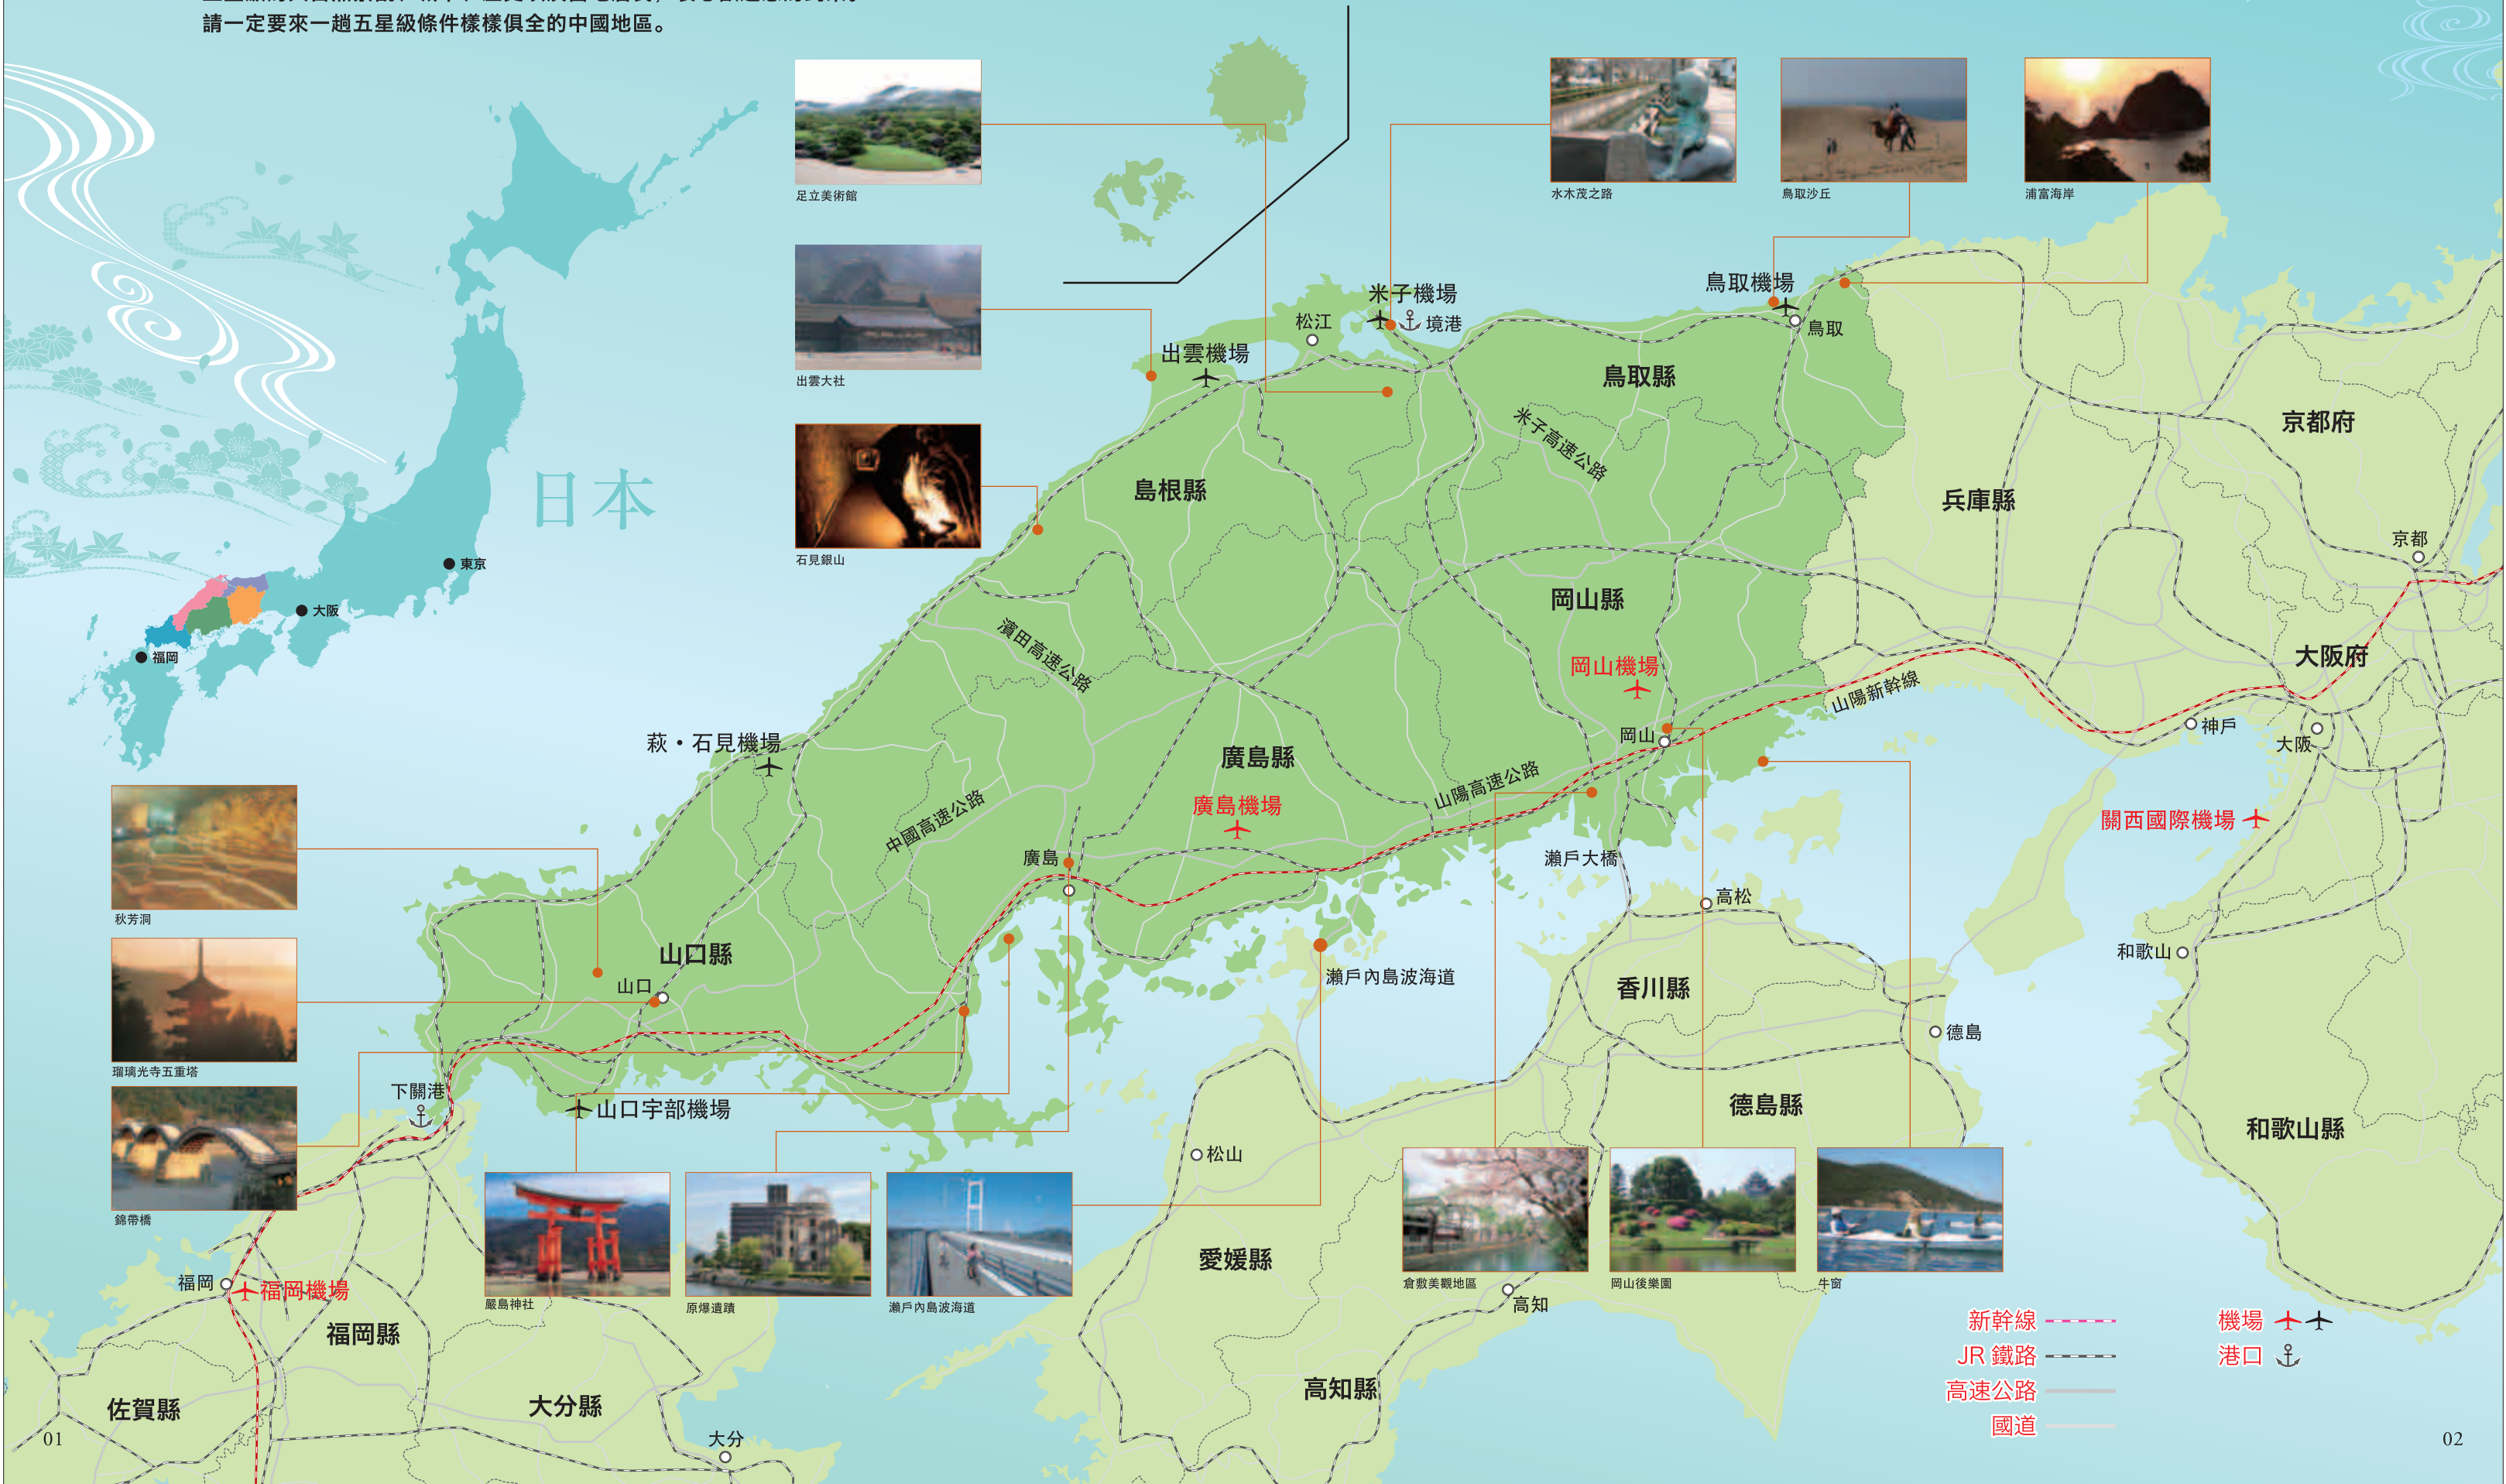 請一定要來一趟五星級條件樣樣俱全的中國地區。
足立美術館
水木茂之路
鳥取沙丘
浦富海岸
出雲大社
石見銀山
日本
東京
大阪
福岡
米子機場
境港
松江
出雲機場
鳥取機場
鳥取
鳥取縣
米子高速公路
島根縣
京都府
兵庫縣
京都
岡山縣
濱田高速公路
大阪府
岡山機場
山陽新幹線
萩・石見機場
岡山
神戶
大阪
廣島縣
山陽高速公路
廣島機場
中國高速公路
關西國際機場
廣島
瀨戶大橋
高松
秋芳洞
山口縣
山口
瀨戶內島波海道
香川縣
和歌山
德島
瑠璃光寺五重塔
下關港
山口宇部機場
德島縣
和歌山縣
松山
錦帶橋
愛媛縣
福岡
福岡機場
嚴島神社
原爆遺蹟
瀨戶內島波海道
倉敷美觀地區
岡山後樂園
牛窗
高知
福岡縣
高知縣
佐賀縣
大分縣
大分
新幹線
JR 鐵路
高速公路
國道
機場
港口
01
02